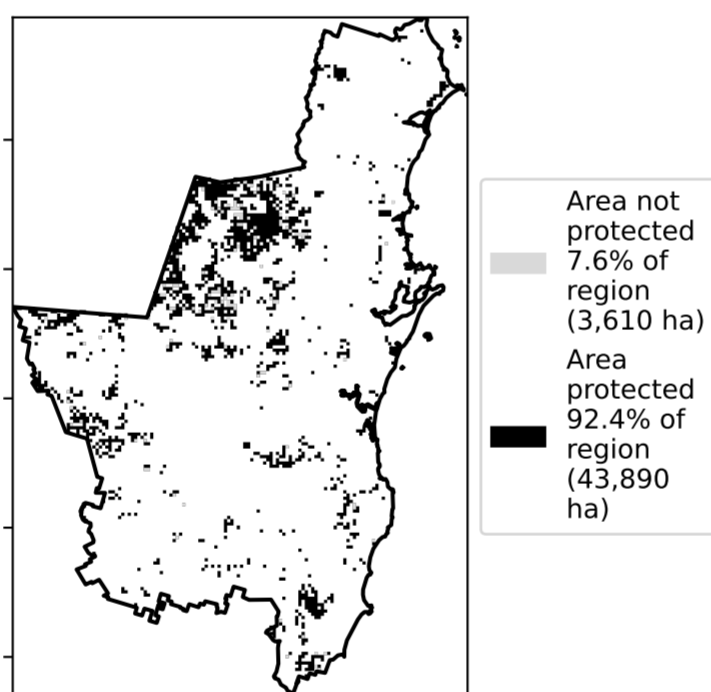 Area not
protected
7.6% of
region
(3,610 ha)
Area
protected
92.4% of
region
(43,890
ha)